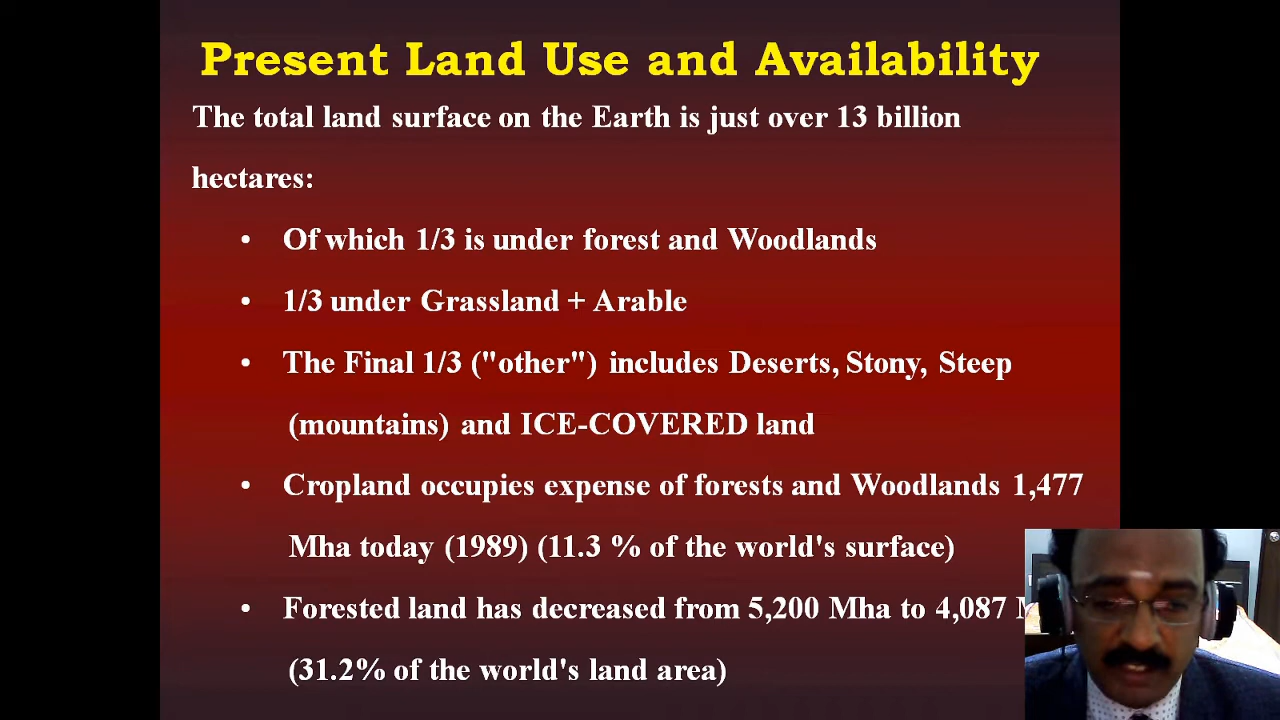 Present Land Use and Availability
The total land surface on the Earth is just over 13 billion
hectares:
• Of which 1/3 is under forest and Woodlands
• 1/3 under Grassland + Arable
• The Final 1/3 ("other") includes Deserts, Stony, Steep
(mountains) and ICE-COVERED land
• Cropland occupies expense of forests and Woodlands 1,477
Mha today (1989) (11.3 % of the world's surface)
• Forested land has decreased from 5,200 Mha to 4,087
(31.2% of the world's land area)